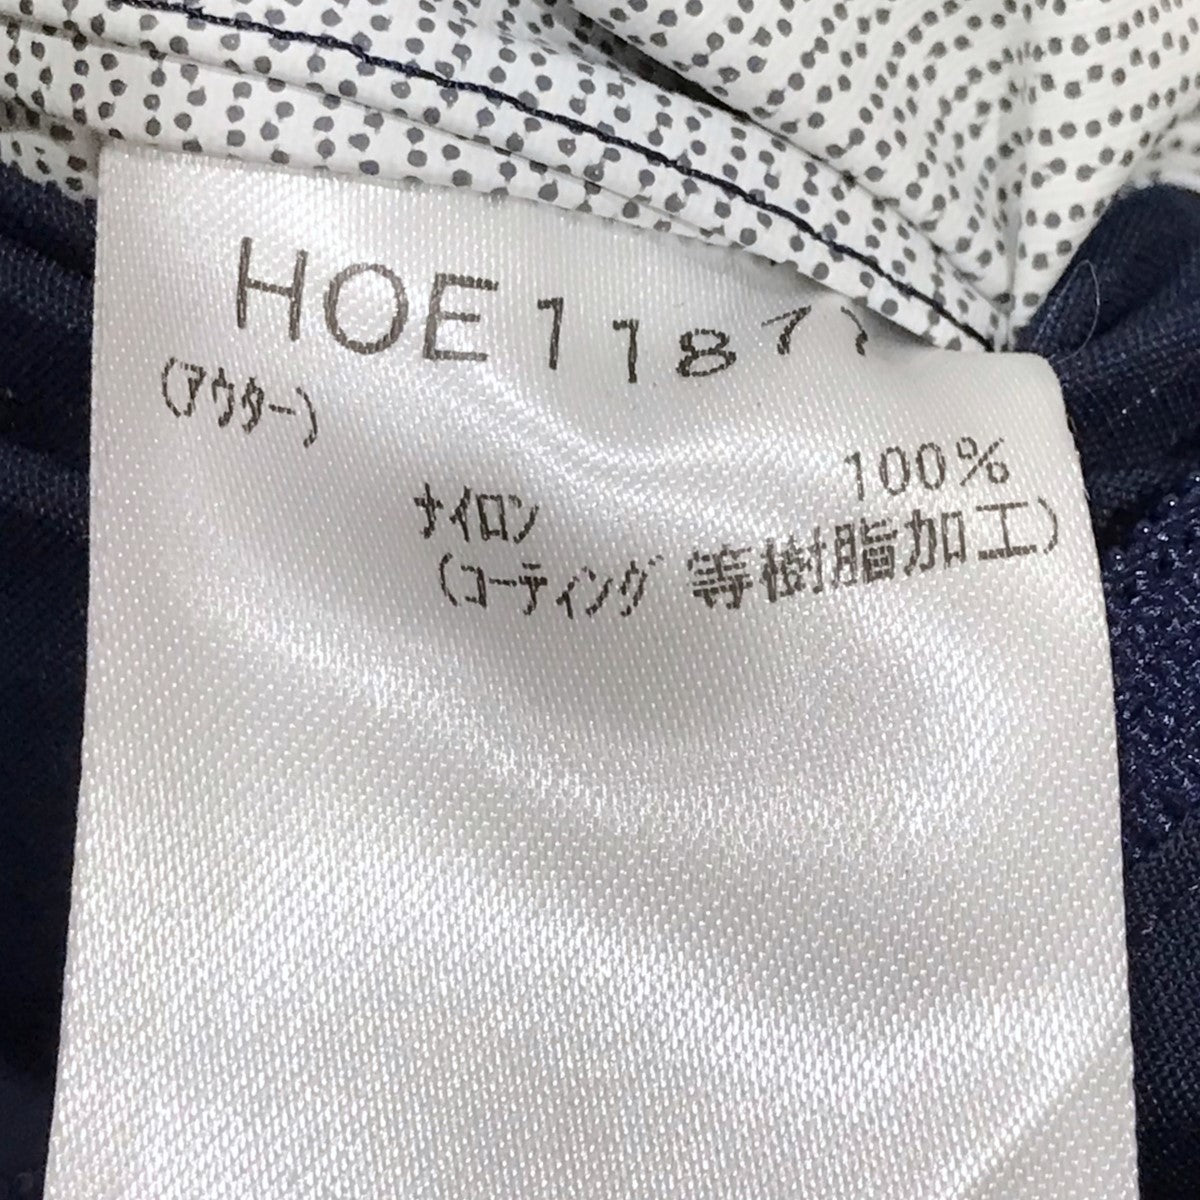 HOE1187
(アウター)
100%
ナイロン
(コーティング 等樹脂加工)